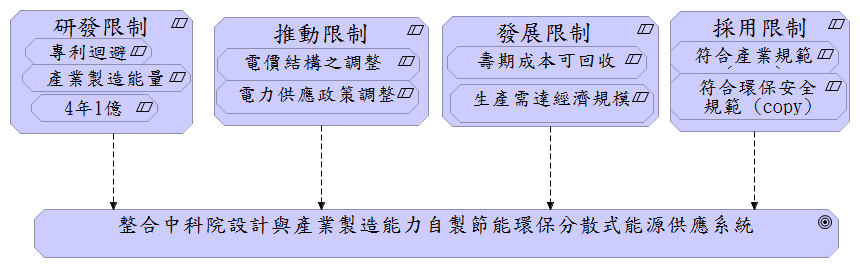 研發限制
專利迴避
產業製造能量
4年1億
推動限制
電價結構之調整
電力供應政策調整
發展限制
壽期成本可回收
生產需達經濟規模
採用限制
符合產業規範
符合環保安全
規範 (copy)
整合中科院設計與產業製造能力自製節能環保分散式能源供應系統